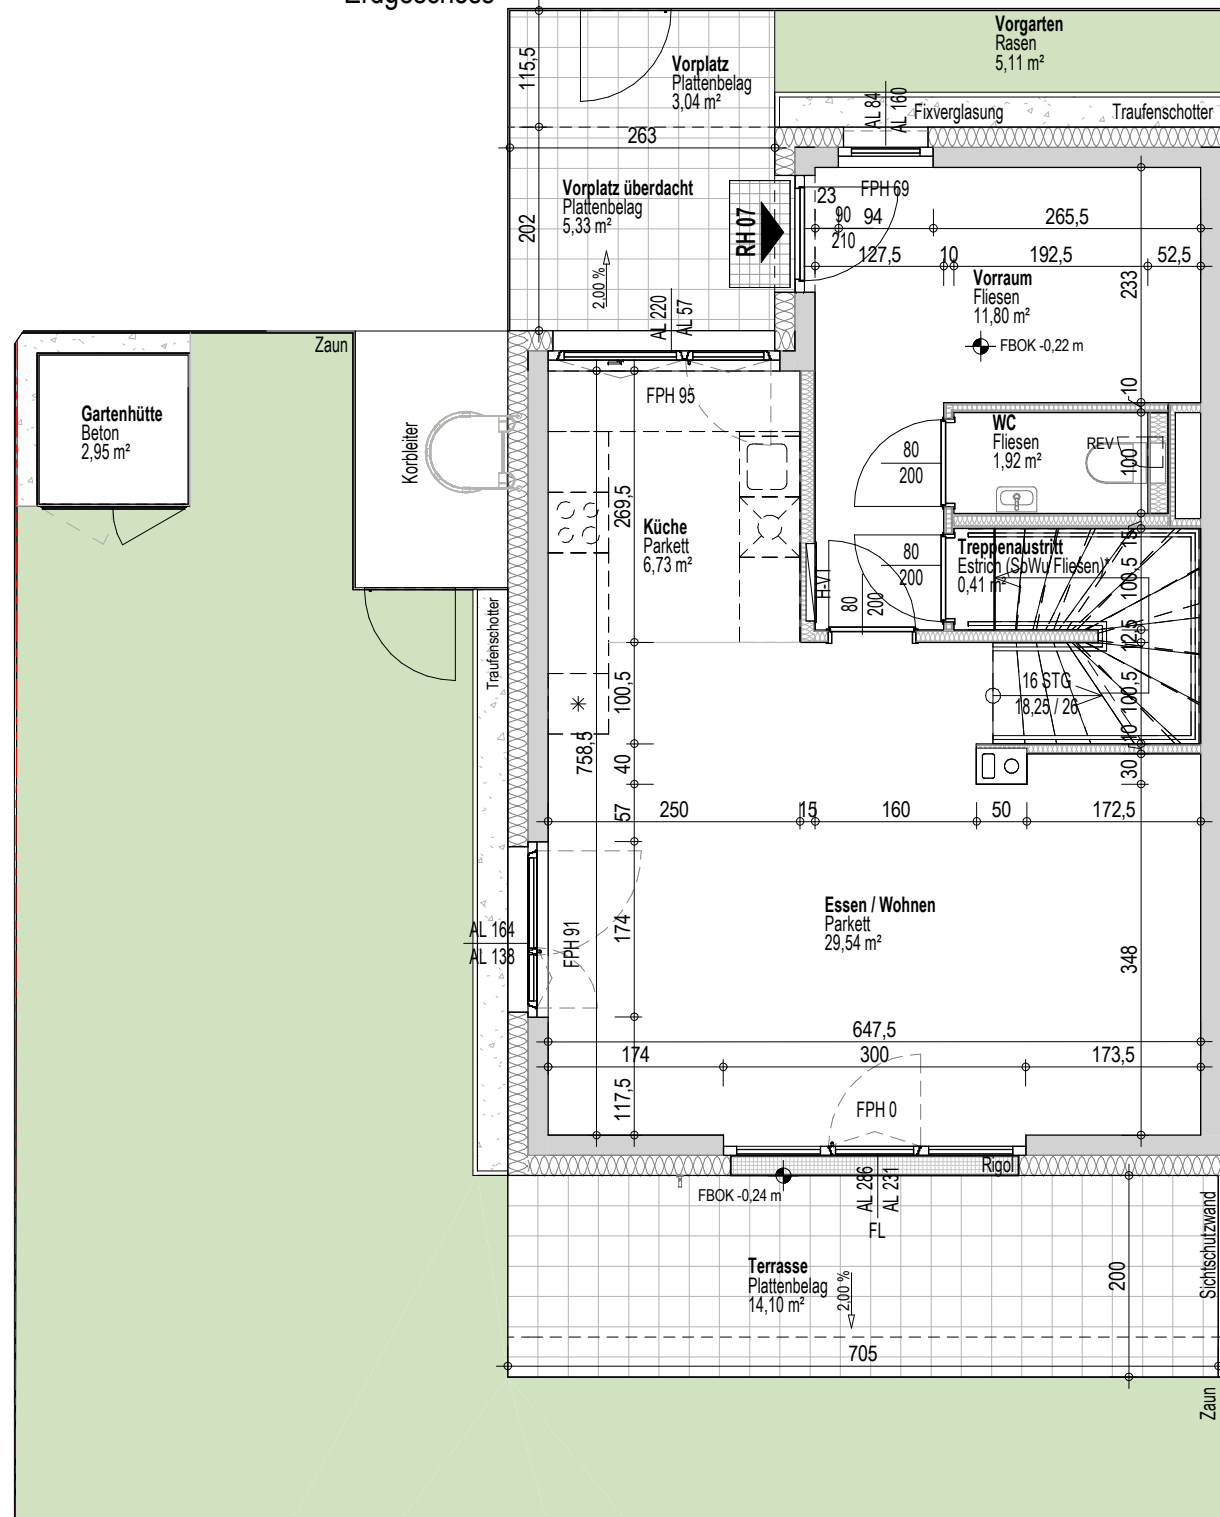 Erdgeschoss
Vorgarten
Rasen
5,11 m²
Vorplatz
Plattenbelag
3,04 m²
115,5
AL 84
AL 160
Fixverglasung
Traufenschotter
263
Vorplatz überdacht
Plattenbelag
5,33 m²
202
2,00 %
RH 07
23
FPH 69
90
210
94
265,5
127,5
10
192,5
52,5
Vorraum
Fliesen
11,80 m²
233
FBOK -0,22 m
AL 220
AL 57
Zaun
FPH 95
10
Gartenhütte
Beton
2,95 m²
Korbleiter
WC
Fliesen
1,92 m²
REV
100
80
200
269,5
Küche
Parkett
6,73 m²
15
Treppenaustritt
Estrich (SoWu Fliesen)*
0,41 m²
100,5
80
200
H-VT
80
200
12,5
Traufenschotter
100,5
16 STG
18,25 / 26
100,5
10
758,5
40
30
57
250
15
160
50
172,5
Essen / Wohnen
Parkett
29,54 m²
AL 164
AL 138
FPH 91
174
348
647,5
174
300
173,5
117,5
FPH 0
Rigol
FBOK -0,24 m
AL 286
AL 231
FL
Sichtschutzwand
Terrasse
Plattenbelag
14,10 m²
2,00 %
200
705
Zaun